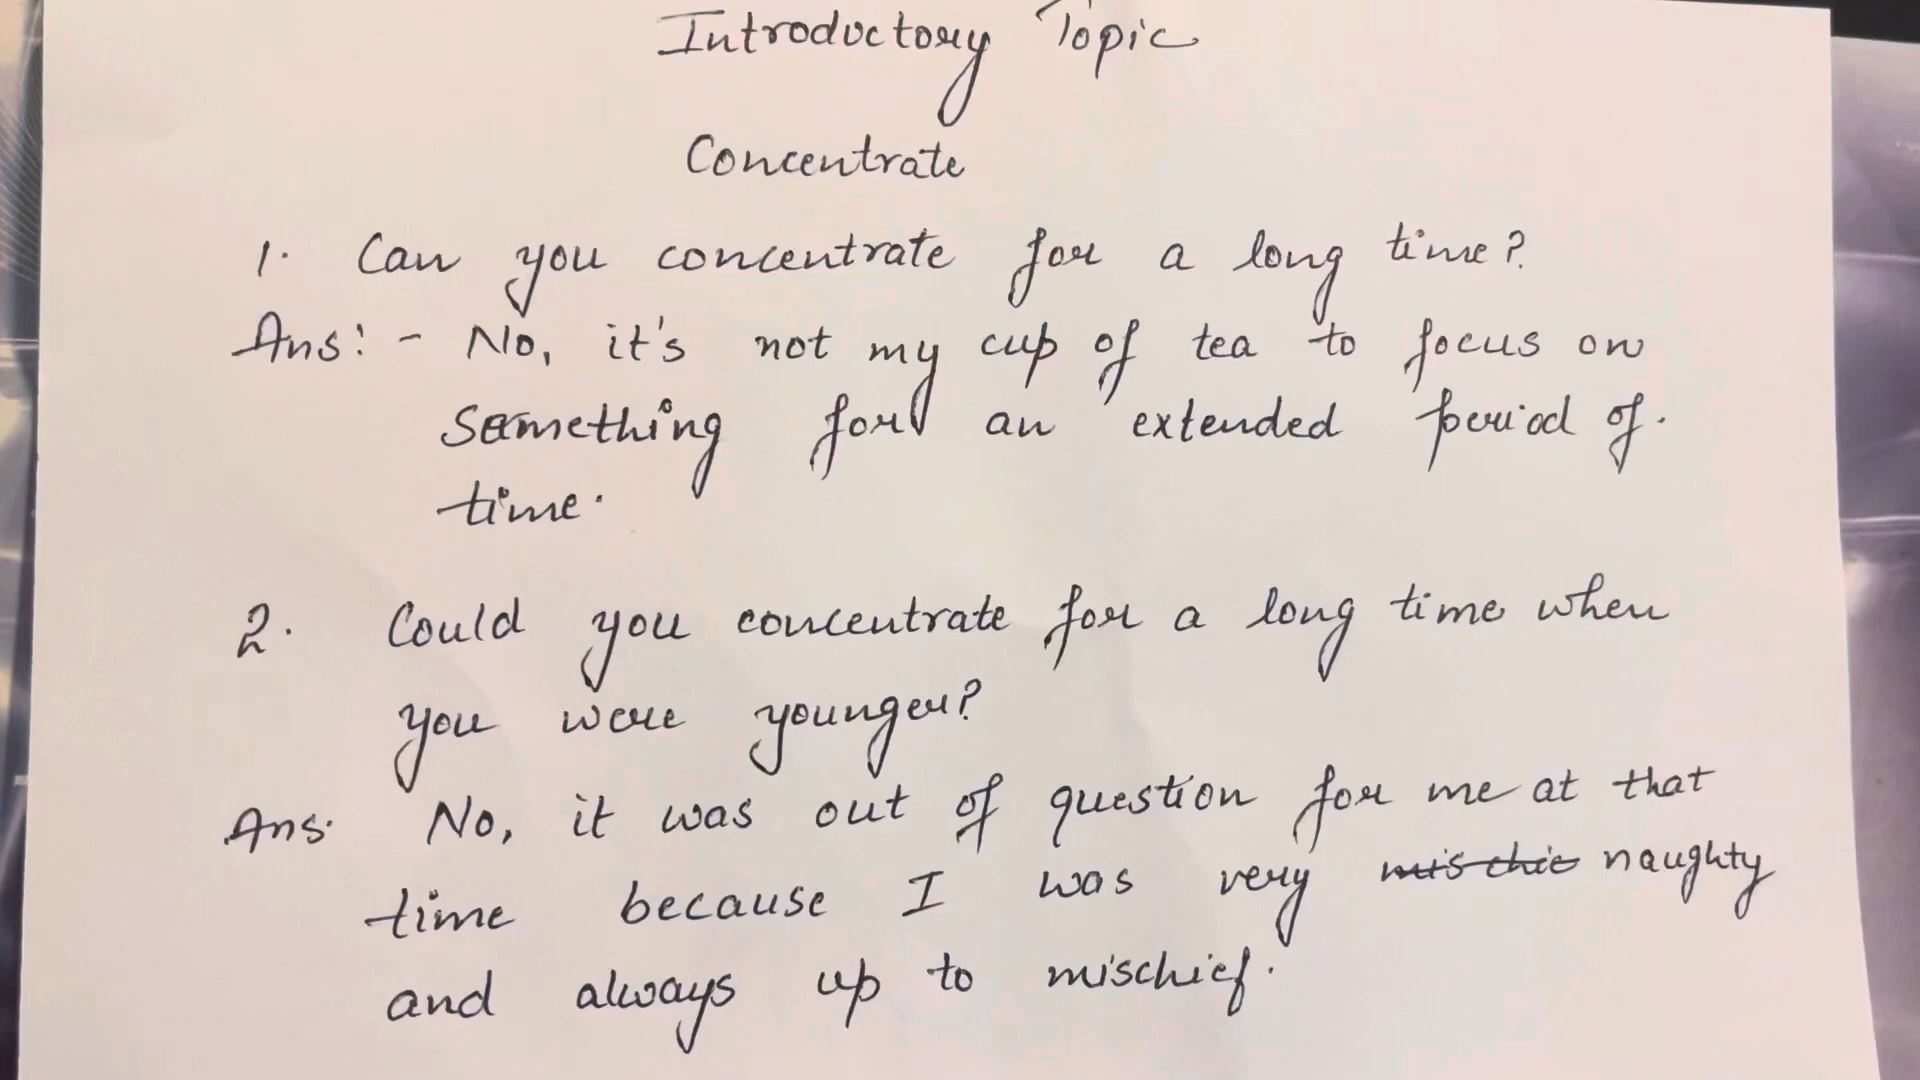 Introductory Topic
Concentrate
1. Can you concentrate for a long time?
Ans: - No, it's not my cup of tea to focus on
something for an extended period of.
time.
2. Could you concentrate for a long time when
you were younger?
Ans. No, it was out of question for me at that
time because I was very mischie naughty
and always up to mischief.